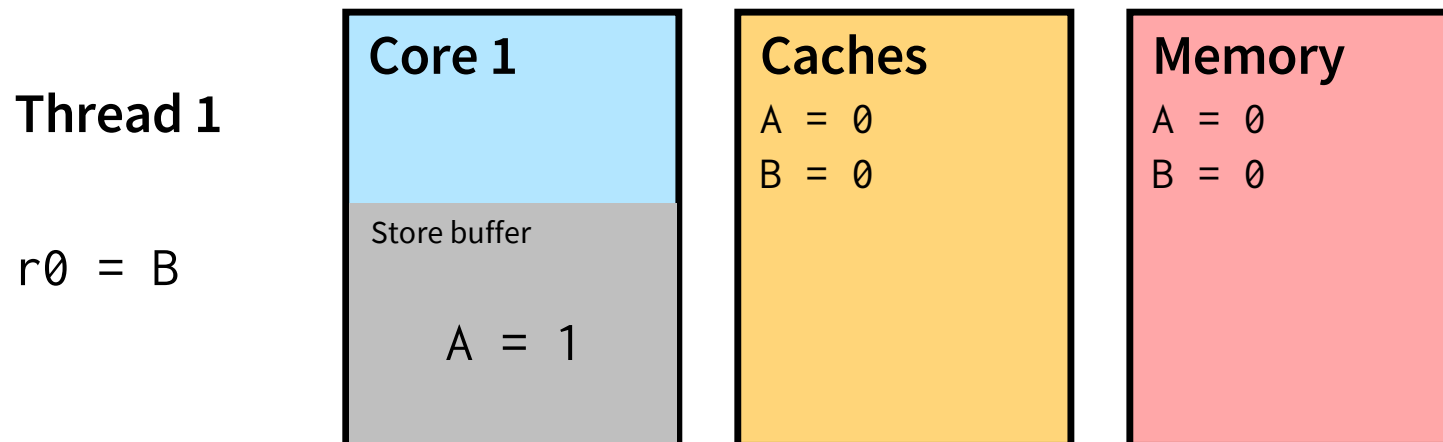 Thread 1
r0 = B
Core 1
Store buffer
A = 1
Caches
A = 0
B = 0
Memory
A = 0
B = 0